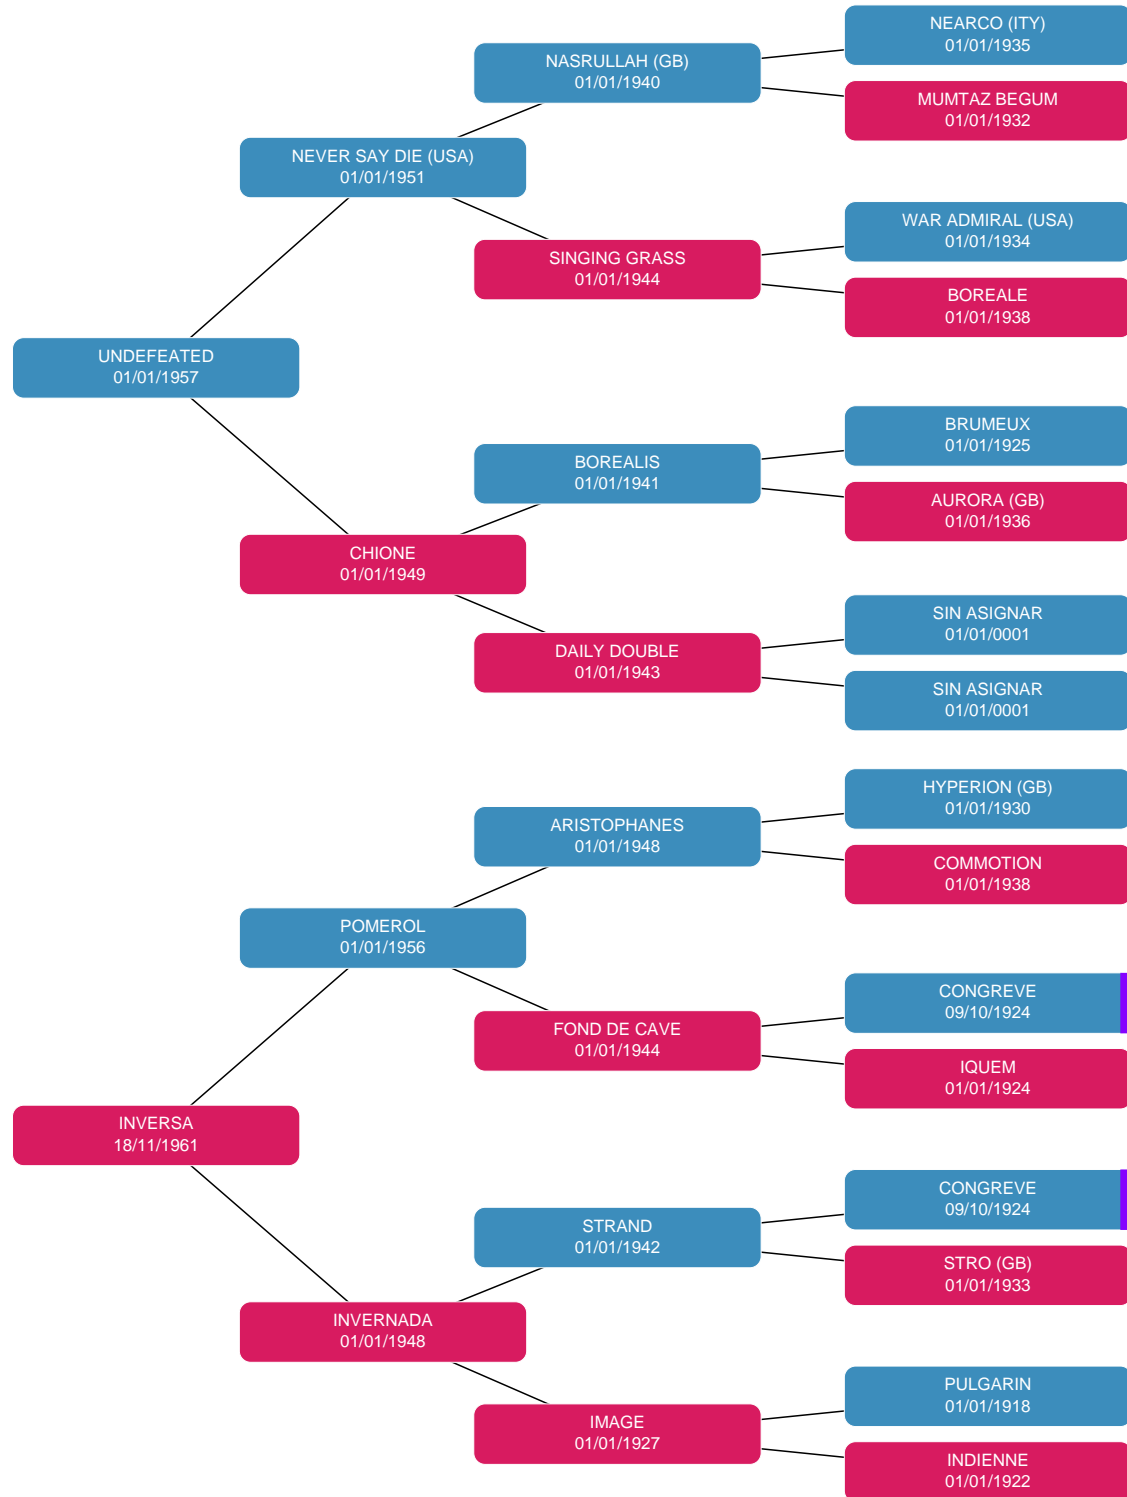 NEARCO (ITY)
01/01/1935
NASRULLAH (GB)
01/01/1940
MUMTAZ BEGUM
01/01/1932
NEVER SAY DIE (USA)
01/01/1951
WAR ADMIRAL (USA)
01/01/1934
SINGING GRASS
01/01/1944
BOREALE
01/01/1938
UNDEFEATED
01/01/1957
BRUMEUX
01/01/1925
BOREALIS
01/01/1941
AURORA (GB)
01/01/1936
CHIONE
01/01/1949
SIN ASIGNAR
01/01/0001
DAILY DOUBLE
01/01/1943
SIN ASIGNAR
01/01/0001
HYPERION (GB)
01/01/1930
ARISTOPHANES
01/01/1948
COMMOTION
01/01/1938
POMEROL
01/01/1956
CONGREVE
09/10/1924
FOND DE CAVE
01/01/1944
IQUEM
01/01/1924
INVERSA
18/11/1961
CONGREVE
09/10/1924
STRAND
01/01/1942
STRO (GB)
01/01/1933
INVERNADA
01/01/1948
PULGARIN
01/01/1918
IMAGE
01/01/1927
INDIENNE
01/01/1922